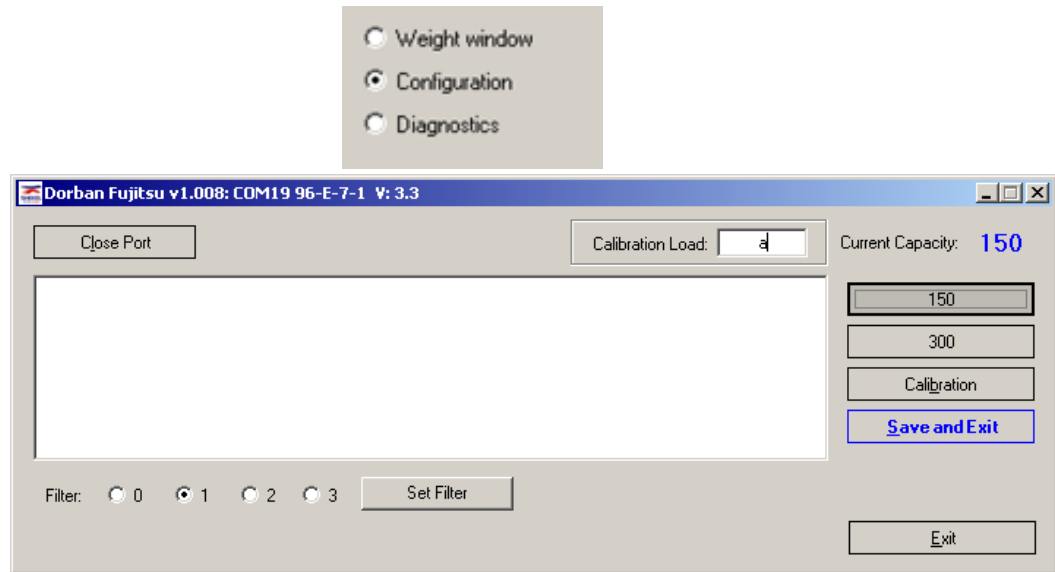 Weight window
Configuration
Diagnostics
Dorban Fujitsu v1.008: COM19 96-E-7-1 V: 3.3
Close Port
Calibration Load: a
Current Capacity: 150
150
300
Calibration
Save and Exit
Filter: 0 1 2 3 Set Filter
Exit